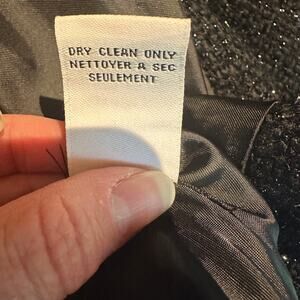 DRY CLEAN ONLY
NETTOYER A SEC
SEULEMENT